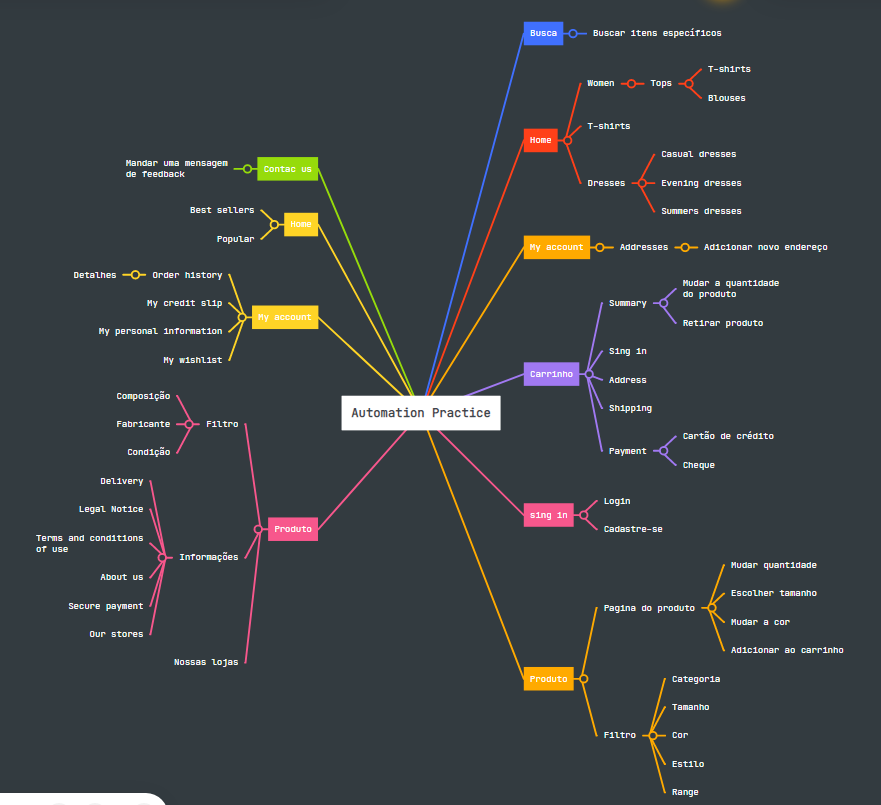 Automation Practice
Busca
Buscar itens específicos
Home
Women
Tops
T-shirts
Blouses
T-shirts
Dresses
Casual dresses
Evening dresses
Summers dresses
My account
Addresses
Adicionar novo endereço
Carrinho
Summary
Mudar a quantidade
do produto
Retirar produto
Sing in
Address
Shipping
Payment
Cartão de crédito
Cheque
sing in
Login
Cadastre-se
Produto
Pagina do produto
Mudar quantidade
Escolher tamanho
Mudar a cor
Adicionar ao carrinho
Filtro
Categoria
Tamanho
Cor
Estilo
Range
Contac us
Mandar uma mensagem
de feedback
Home
Best sellers
Popular
My account
Order history
Detalhes
My credit slip
My personal information
My wishlist
Produto
Filtro
Composição
Fabricante
Condição
Informações
Delivery
Legal Notice
Terms and conditions
of use
About us
Secure payment
Our stores
Nossas lojas